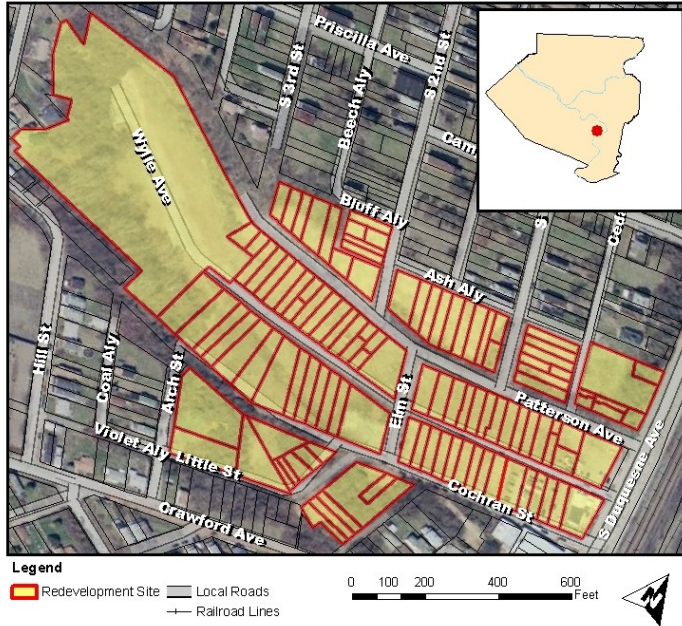 Priscilla Ave
S 3rd St
Beech Aly
S 2nd St
Cam
S
Ceda
Wylie Ave
Bluff Aly
Ash Aly
Hill St
Coal Aly
Arch St
Elm St
Patterson Ave
Violet Aly
Little St
Cochran St
S Duquesne Ave
Crawford Ave
Legend
Redevelopment Site
Local Roads
Railroad Lines
0 100 200 400 600
Feet
N